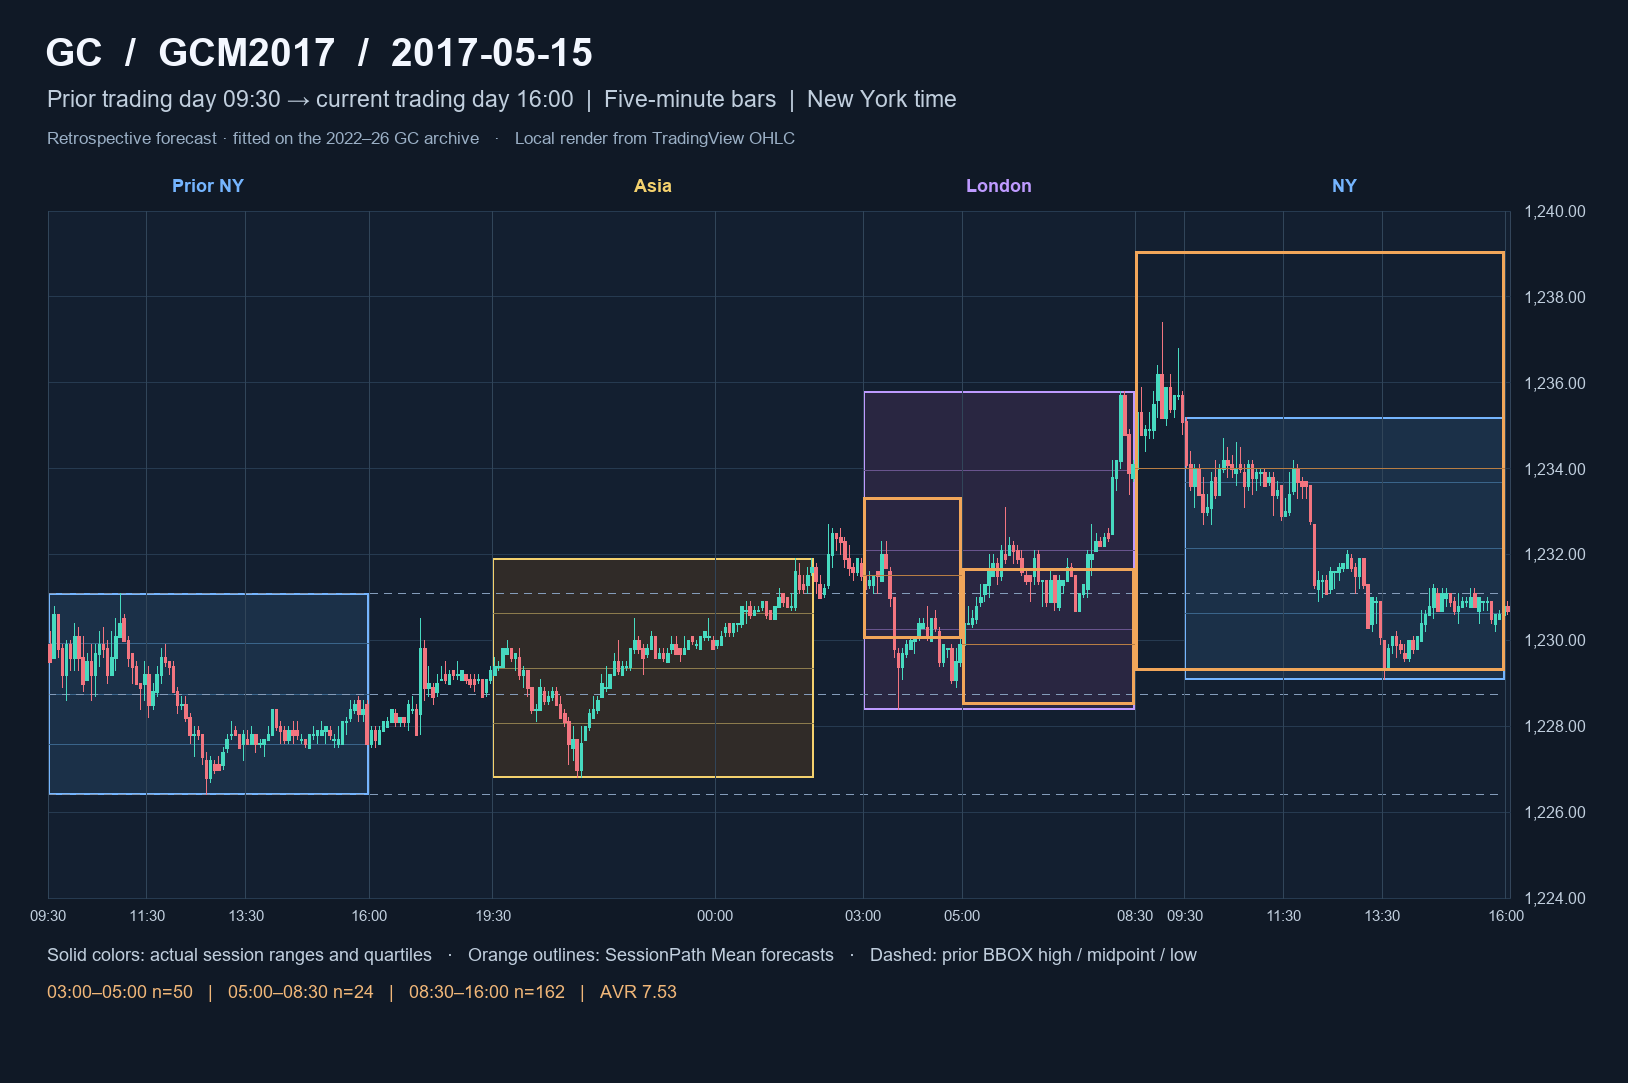 GC / GCM2017 / 2017-05-15
Prior trading day 09:30 → current trading day 16:00 | Five-minute bars | New York time
Retrospective forecast · fitted on the 2022–26 GC archive · Local render from TradingView OHLC
Prior NY Asia London NY
1,240.00
1,238.00
1,236.00
1,234.00
1,232.00
1,230.00
1,228.00
1,226.00
1,224.00
09:30 11:30 13:30 16:00 19:30 00:00 03:00 05:00 08:30 09:30 11:30 13:30 16:00
Solid colors: actual session ranges and quartiles · Orange outlines: SessionPath Mean forecasts · Dashed: prior BBOX high / midpoint / low
03:00–05:00 n=50 | 05:00–08:30 n=24 | 08:30–16:00 n=162 | AVR 7.53